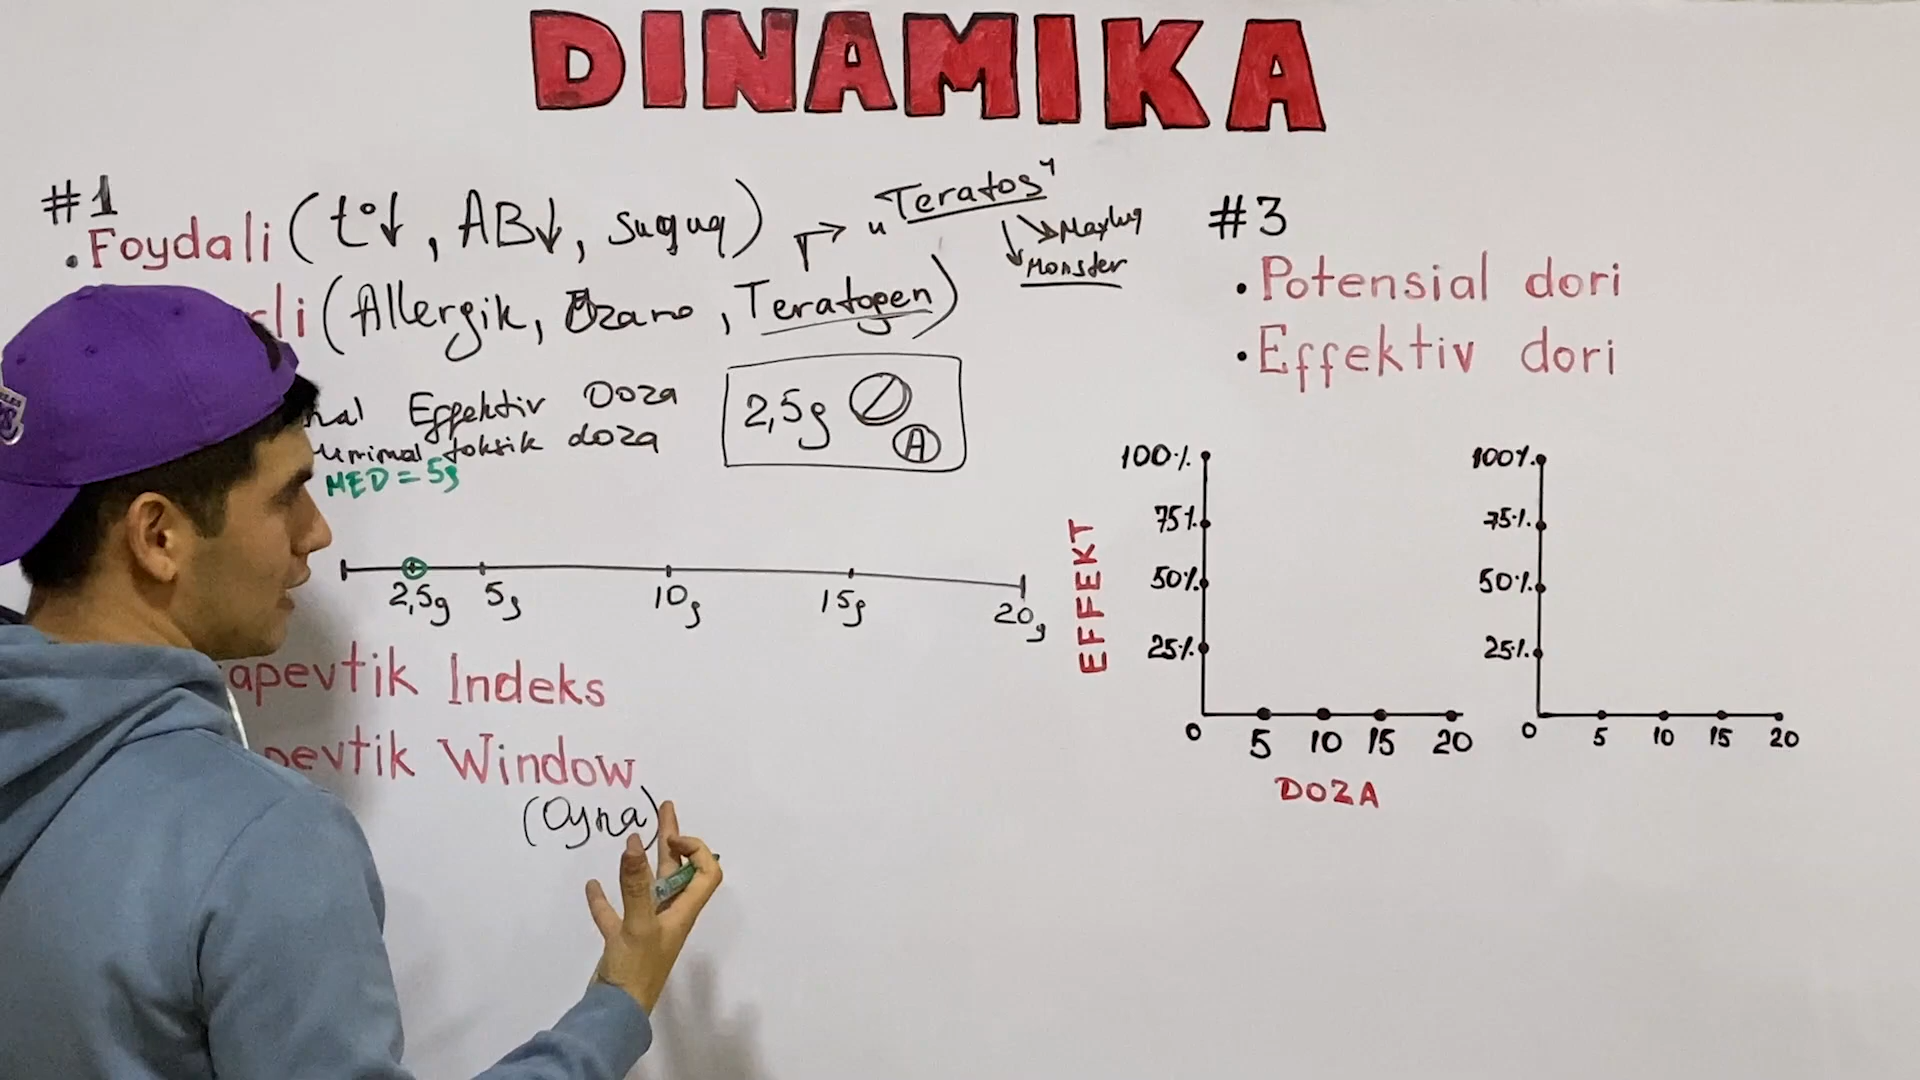 DINAMIKA
#1
• Foydali (t°↓, AB↓, suyuq)
"Teratos"
Maxluq
Monster
(Allergik, Teratogen)
Effektiv Doza
toksik doza
MED = 5g
2,5g
A
2,5g 5g 10g 15g 20g
Indeks
Window
(Oyna)
#3
• Potensial dori
• Effektiv dori
EFFEKT
100%
75%
50%
25%
0 5 10 15 20
DOZA
100%
75%
50%
25%
0 5 10 15 20